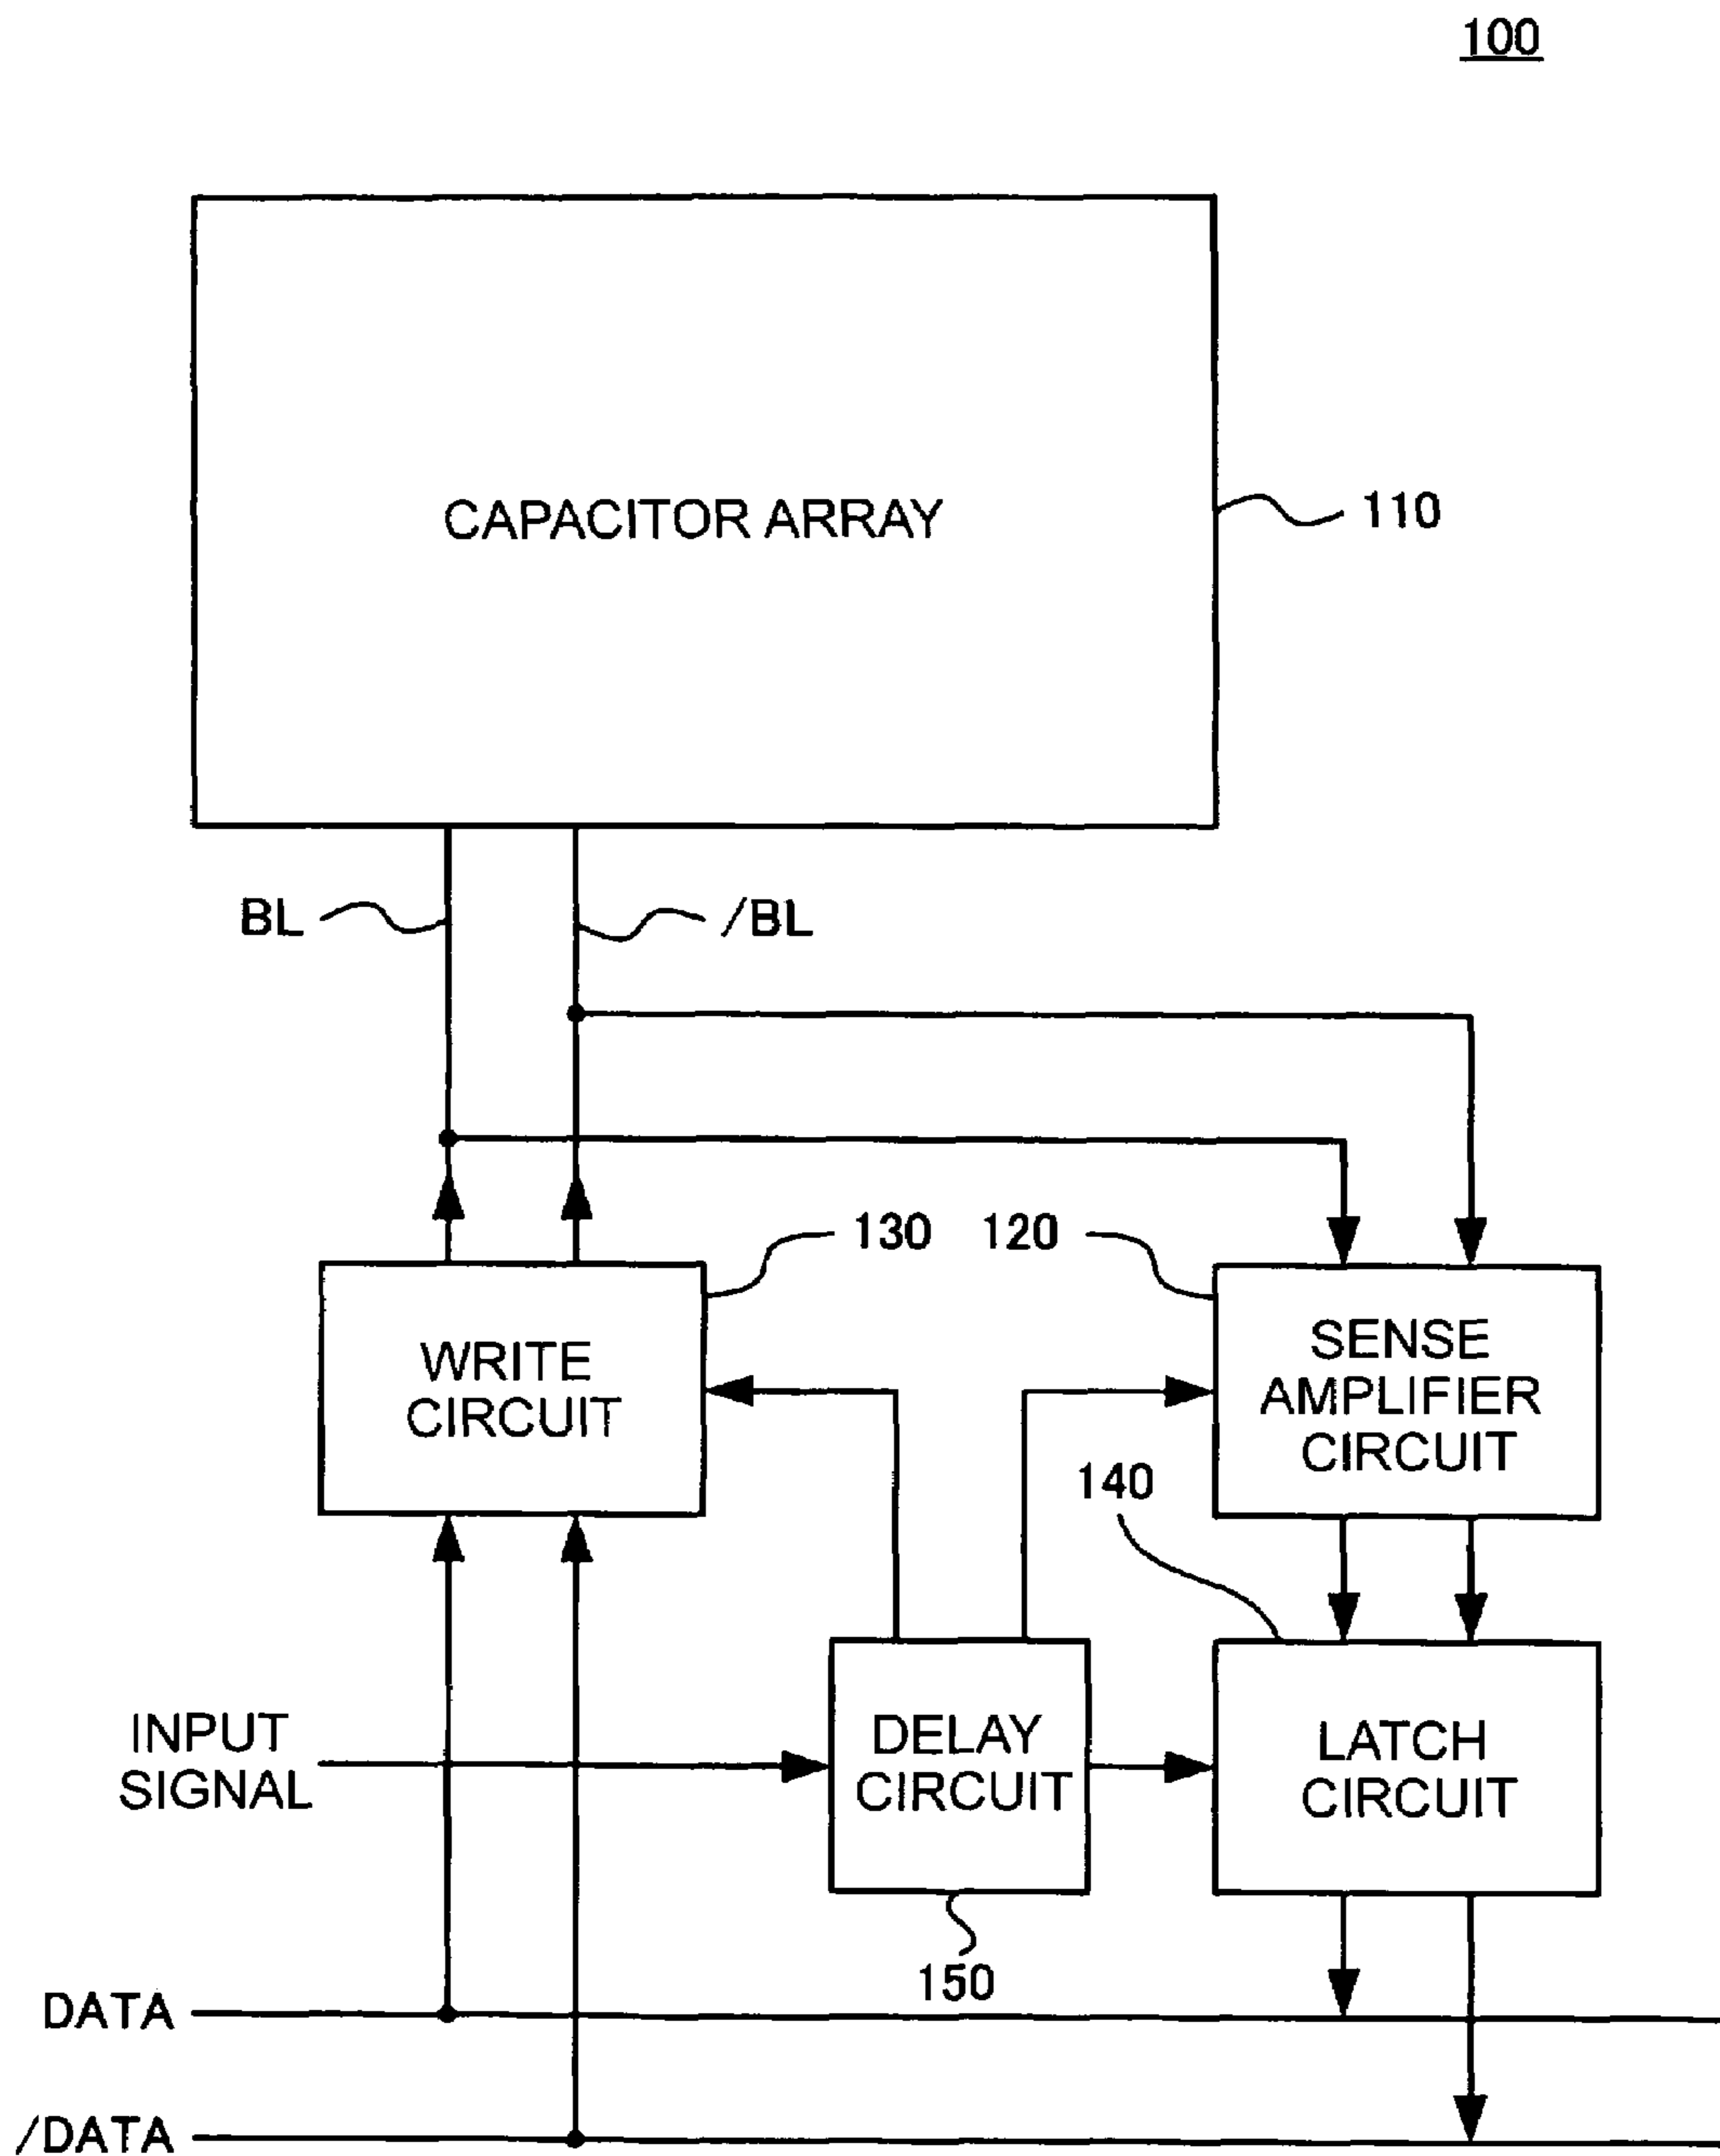 100
CAPACITOR ARRAY
110
BL
/BL
130
120
WRITE
CIRCUIT
SENSE
AMPLIFIER
CIRCUIT
140
INPUT
SIGNAL
DELAY
CIRCUIT
LATCH
CIRCUIT
150
DATA
/DATA